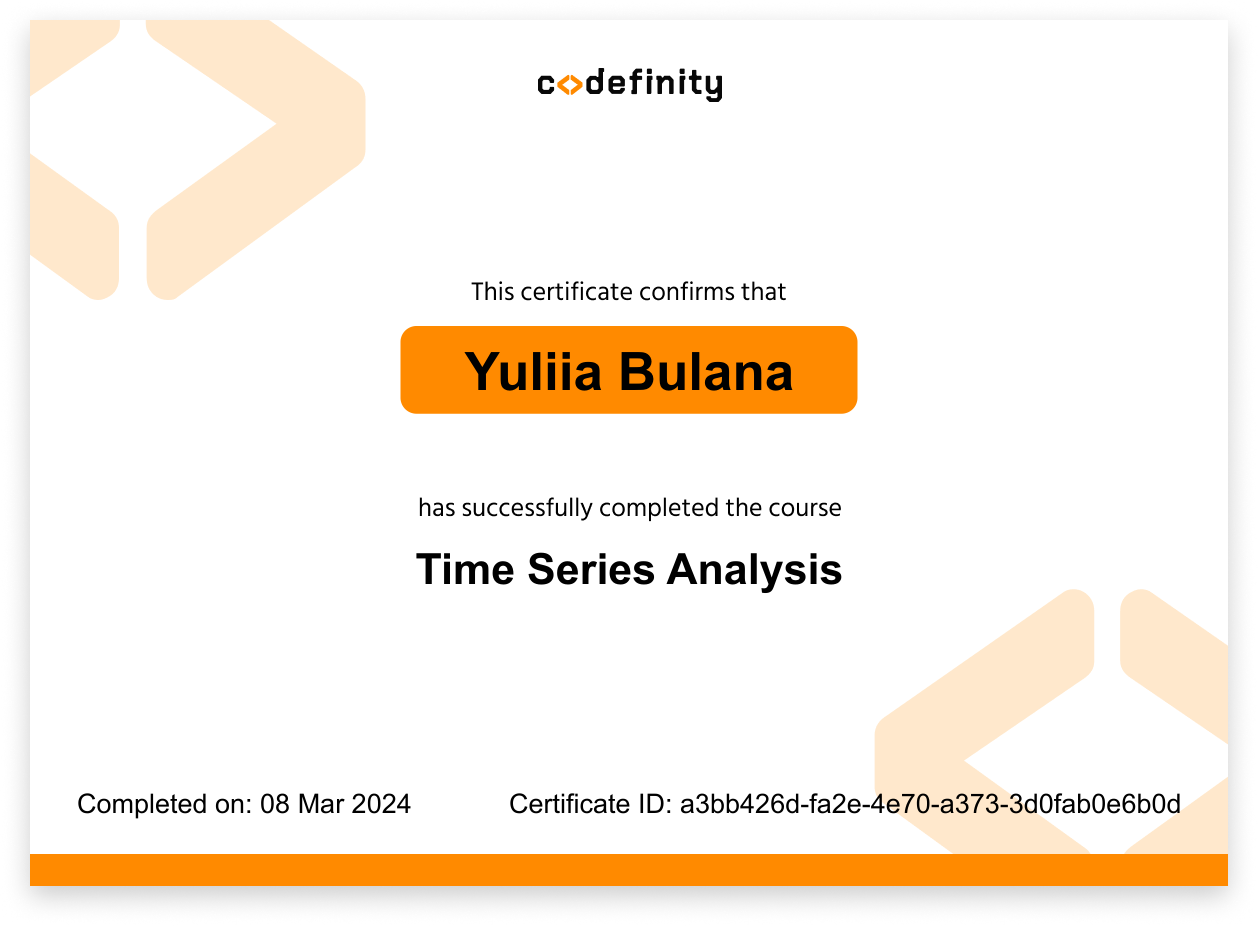 codefinity
This certificate confirms that
Yuliia Bulana
has successfully completed the course
Time Series Analysis
Completed on: 08 Mar 2024
Certificate ID: a3bb426d-fa2e-4e70-a373-3d0fab0e6b0d